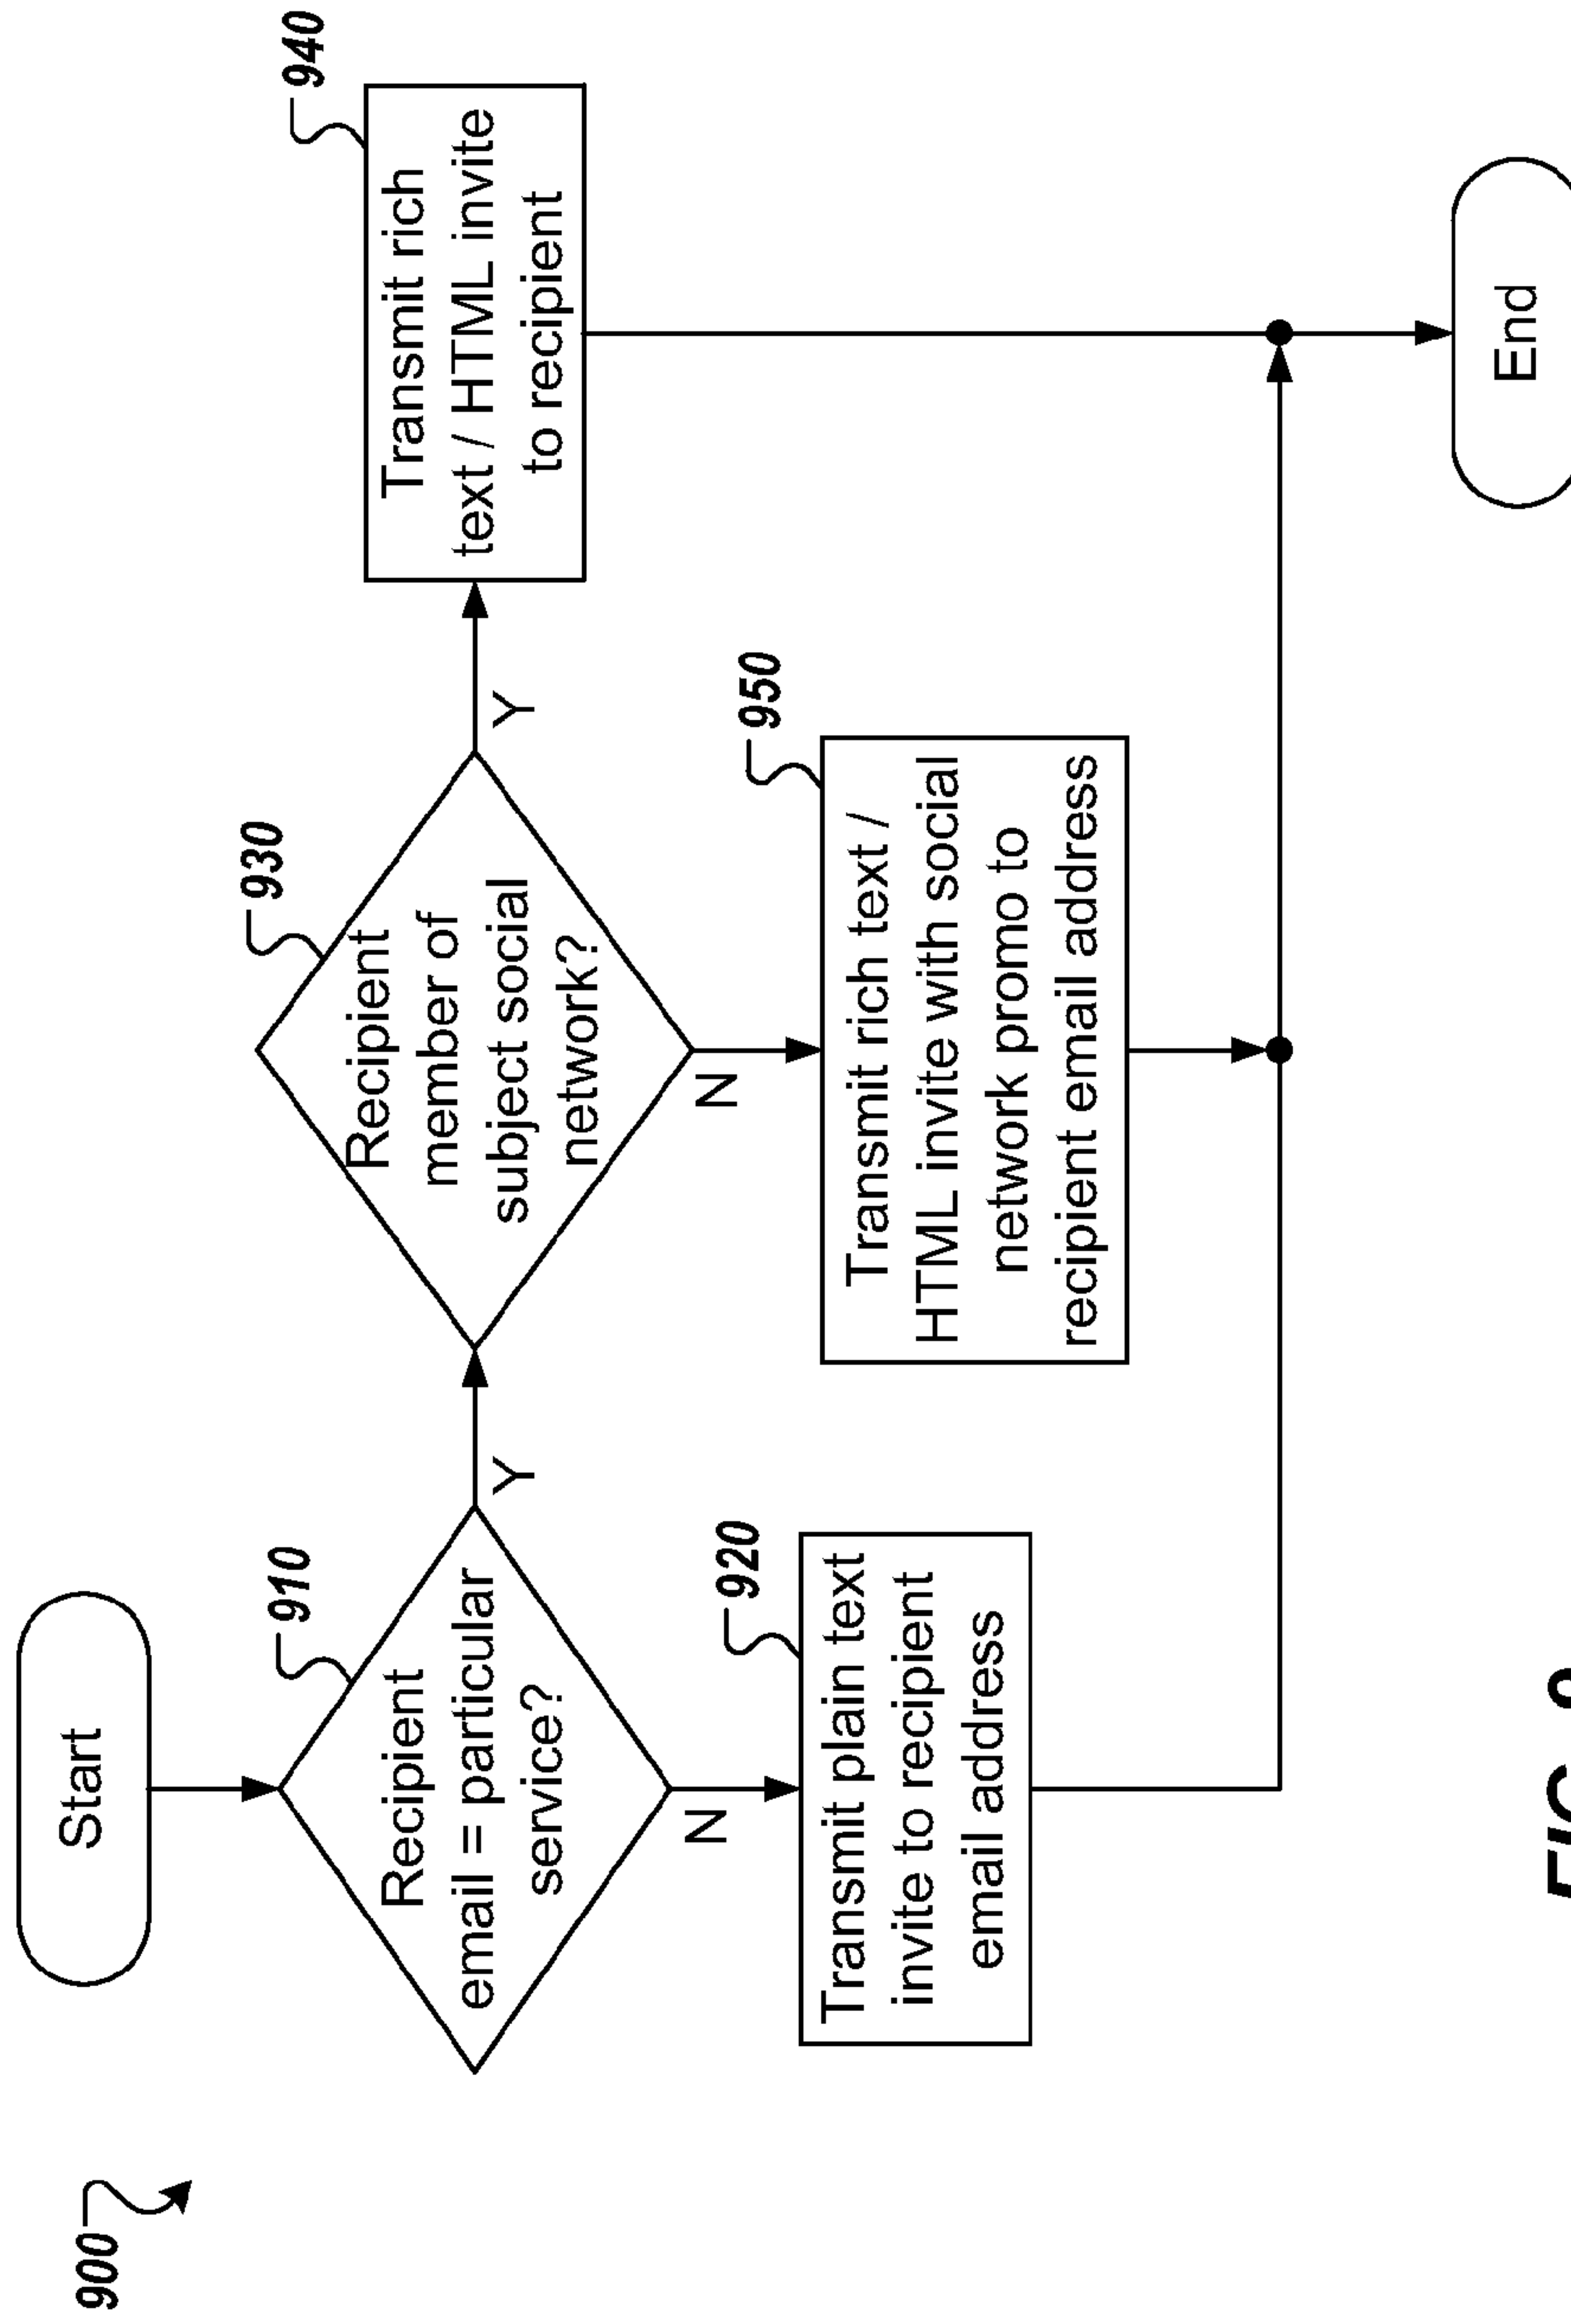 900
Start
910
Recipient
email = particular
service?
Y
N
920
Transmit plain text
invite to recipient
email address
930
Recipient
member of
subject social
network?
Y
N
940
Transmit rich
text / HTML invite
to recipient
950
Transmit rich text /
HTML invite with social
network promo to
recipient email address
End
FIG.